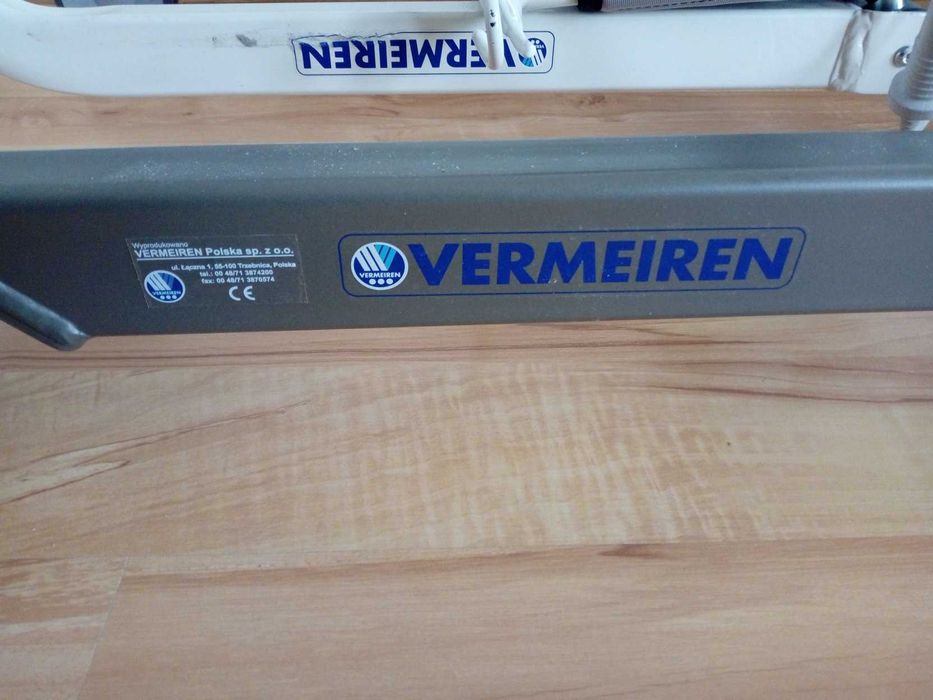 VERMEIREN
Wyprodukowano
VERMEIREN Polska sp. z o.o.
ul. Łączna 1, 55-100 Trzebnica, Polska
tel.: 00 48/71 3874200
fax: 00 48/71 3870574
VERMEIREN
CE
VERMEIREN
VERMEIREN